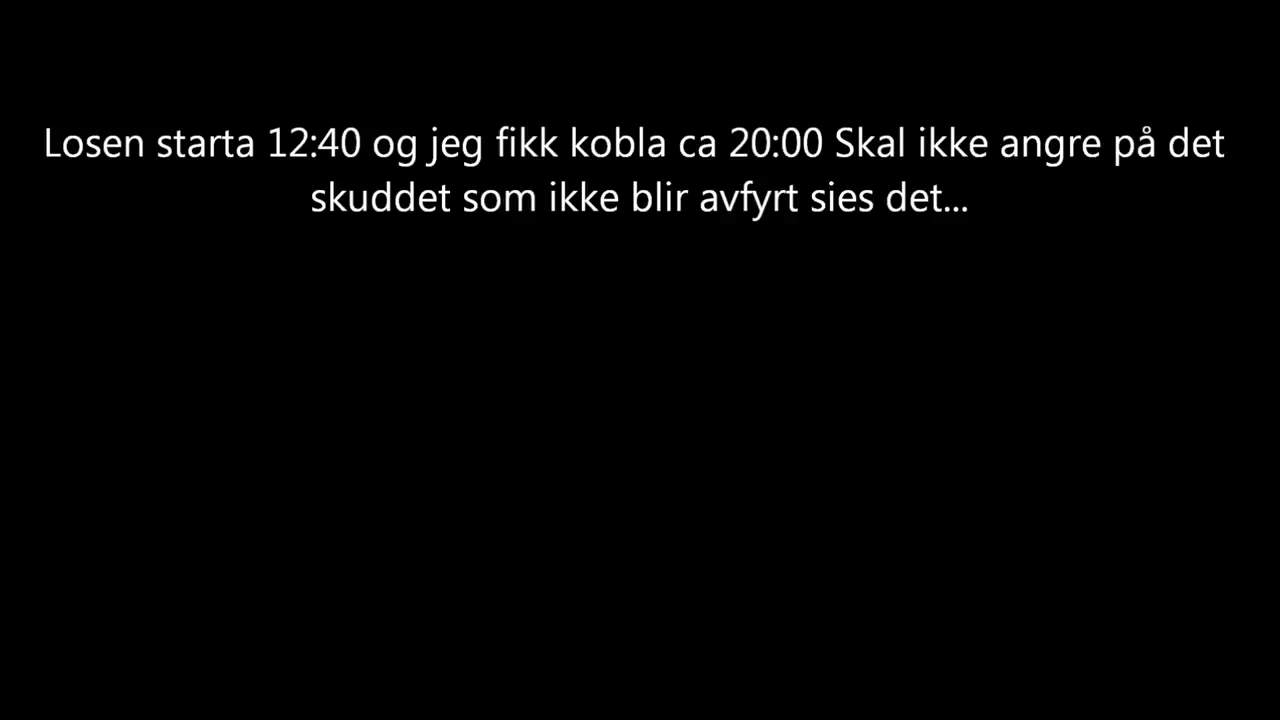 Losen starta 12:40 og jeg fikk kobla ca 20:00 Skal ikke angre på det
skuddet som ikke blir avfyrt sies det...